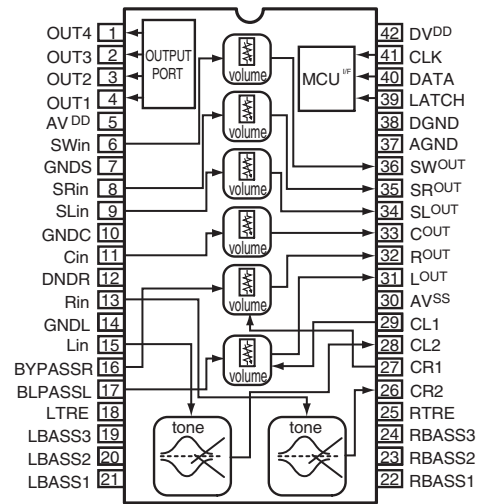 OUT4 1
OUT3 2
OUT2 3
OUT1 4
AVDD 5
SWin 6
GNDS 7
SRin 8
SLin 9
GNDC 10
Cin 11
DNDR 12
Rin 13
GNDL 14
Lin 15
BYPASSR 16
BLPASSL 17
LTRE 18
LBASS3 19
LBASS2 20
LBASS1 21
OUTPUT
PORT
volume
volume
volume
volume
volume
volume
tone
tone
MCU I/F
42 DVDD
41 CLK
40 DATA
39 LATCH
38 DGND
37 AGND
36 SWOUT
35 SROUT
34 SLOUT
33 COUT
32 ROUT
31 LOUT
30 AVSS
29 CL1
28 CL2
27 CR1
26 CR2
25 RTRE
24 RBASS3
23 RBASS2
22 RBASS1